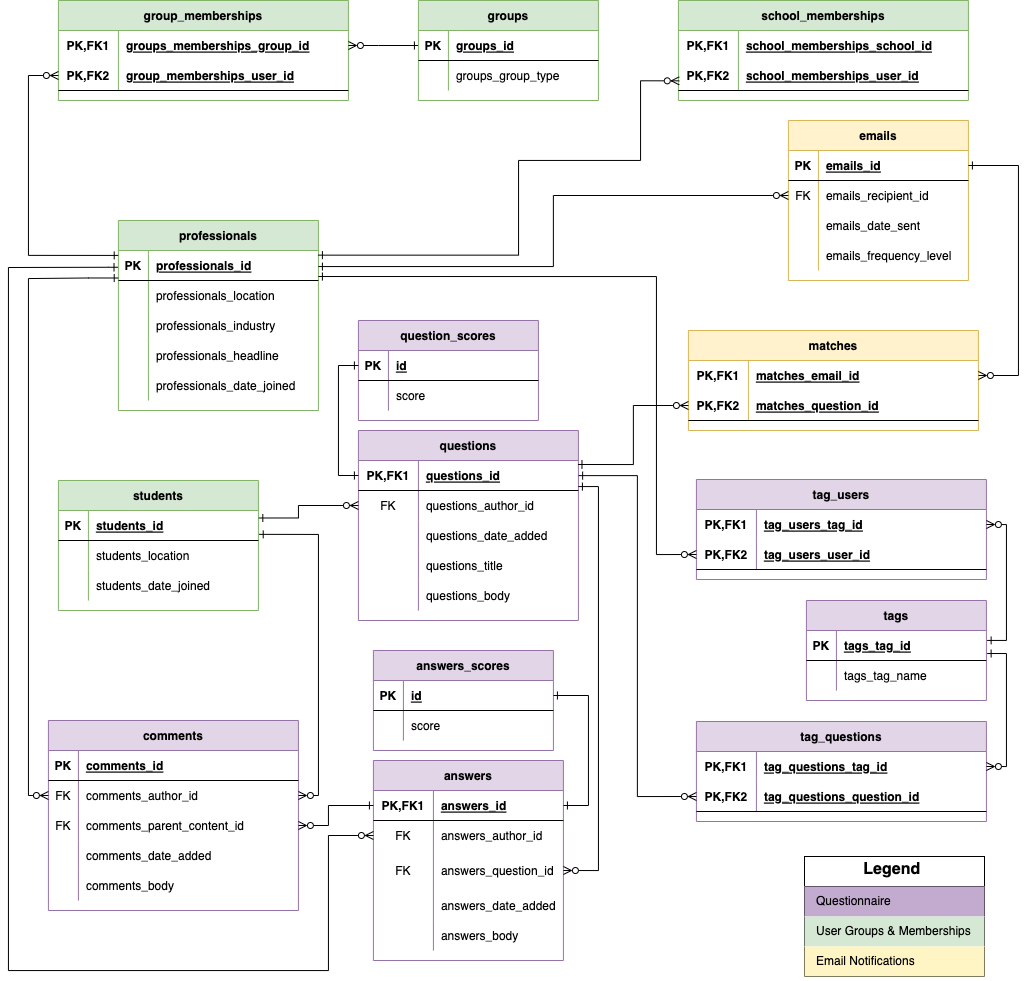 group_memberships
PK,FK1 groups_memberships_group_id
PK,FK2 group_memberships_user_id
groups
PK groups_id
groups_group_type
school_memberships
PK,FK1 school_memberships_school_id
PK,FK2 school_memberships_user_id
emails
PK emails_id
FK emails_recipient_id
emails_date_sent
emails_frequency_level
professionals
PK professionals_id
professionals_location
professionals_industry
professionals_headline
professionals_date_joined
question_scores
PK id
score
matches
PK,FK1 matches_email_id
PK,FK2 matches_question_id
questions
PK,FK1 questions_id
FK questions_author_id
questions_date_added
questions_title
questions_body
students
PK students_id
students_location
students_date_joined
tag_users
PK,FK1 tag_users_tag_id
PK,FK2 tag_users_user_id
tags
PK tags_tag_id
tags_tag_name
answers_scores
PK id
score
comments
PK comments_id
FK comments_author_id
FK comments_parent_content_id
comments_date_added
comments_body
tag_questions
PK,FK1 tag_questions_tag_id
PK,FK2 tag_questions_question_id
answers
PK,FK1 answers_id
FK answers_author_id
FK answers_question_id
answers_date_added
answers_body
Legend
Questionnaire
User Groups & Memberships
Email Notifications